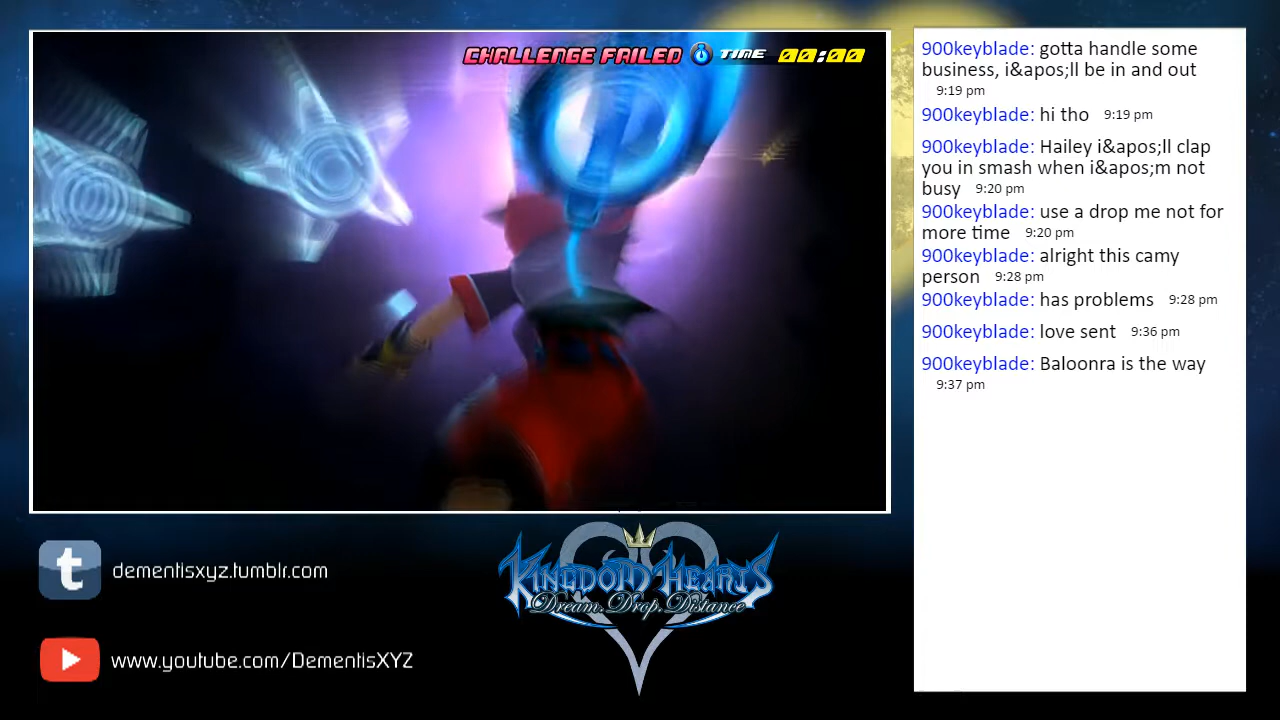 CHALLENGE FAILED TIME 00:00
900keyblade: gotta handle some
business, i&apos;ll be in and out
9:19 pm
900keyblade: hi tho 9:19 pm
900keyblade: Hailey i&apos;ll clap
you in smash when i&apos;m not
busy 9:20 pm
900keyblade: use a drop me not for
more time 9:20 pm
900keyblade: alright this camy
person 9:28 pm
900keyblade: has problems 9:28 pm
900keyblade: love sent 9:36 pm
900keyblade: Baloonra is the way
9:37 pm
t dementisxyz.tumblr.com
www.youtube.com/DementisXYZ
KINGDOM HEARTS
Dream.Drop.Distance